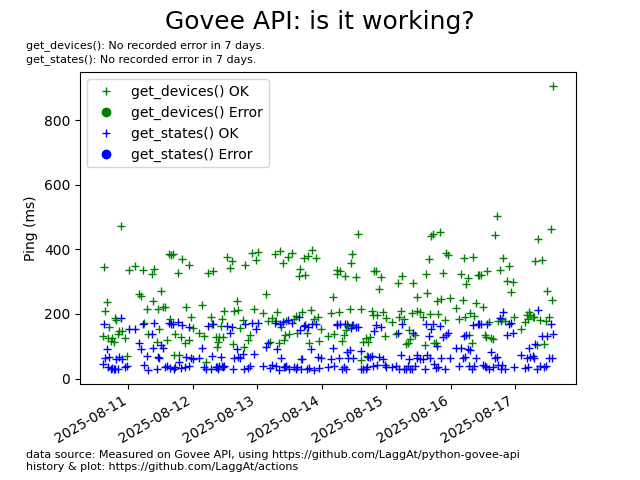 Govee API: is it working?
get_devices(): No recorded error in 7 days.
get_states(): No recorded error in 7 days.
get_devices() OK
get_devices() Error
get_states() OK
get_states() Error
Ping (ms)
800
600
400
200
0
2025-08-11
2025-08-12
2025-08-13
2025-08-14
2025-08-15
2025-08-16
2025-08-17
data source: Measured on Govee API, using https://github.com/LaggAt/python-govee-api
history & plot: https://github.com/LaggAt/actions